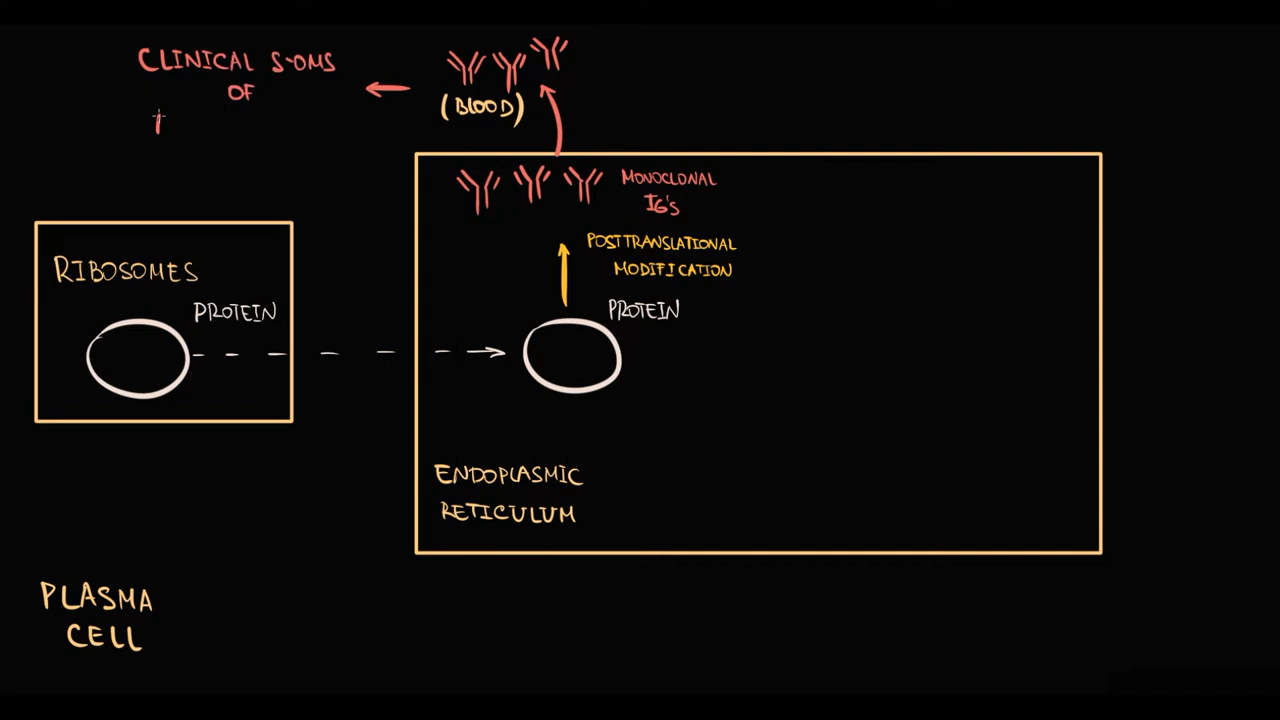 CLINICAL S-OMS
OF
(BLOOD)
MONOCLONAL
IG'S
POSTTRANSLATIONAL
MODIFICATION
PROTEIN
RIBOSOMES
PROTEIN
ENDOPLASMIC
RETICULUM
PLASMA
CELL